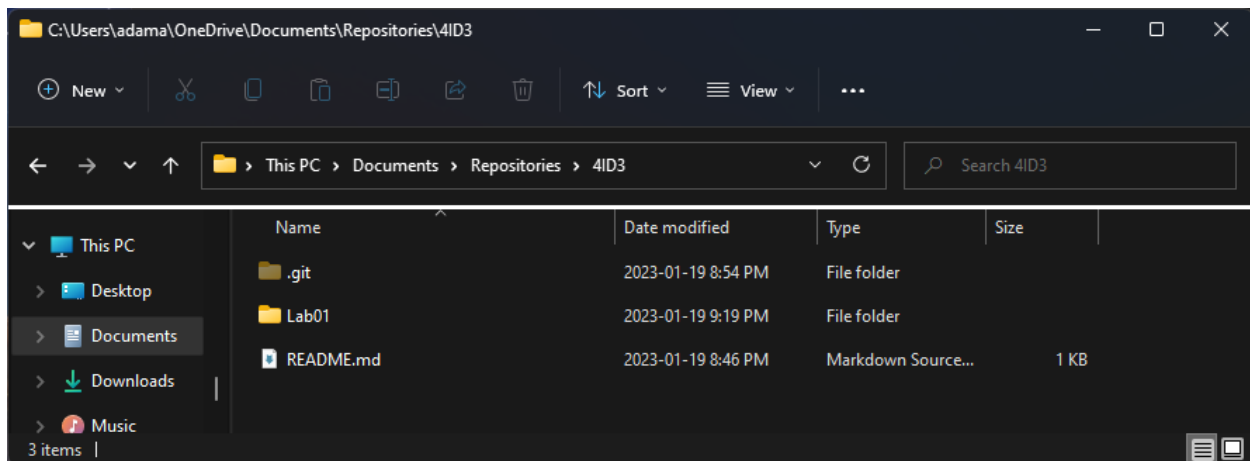 C:\Users\adama\OneDrive\Documents\Repositories\4ID3
New Sort View
This PC > Documents > Repositories > 4ID3 Search 4ID3
Name Date modified Type Size
This PC
.git 2023-01-19 8:54 PM File folder
Desktop
Lab01 2023-01-19 9:19 PM File folder
Documents
README.md 2023-01-19 8:46 PM Markdown Source... 1 KB
Downloads
Music
3 items